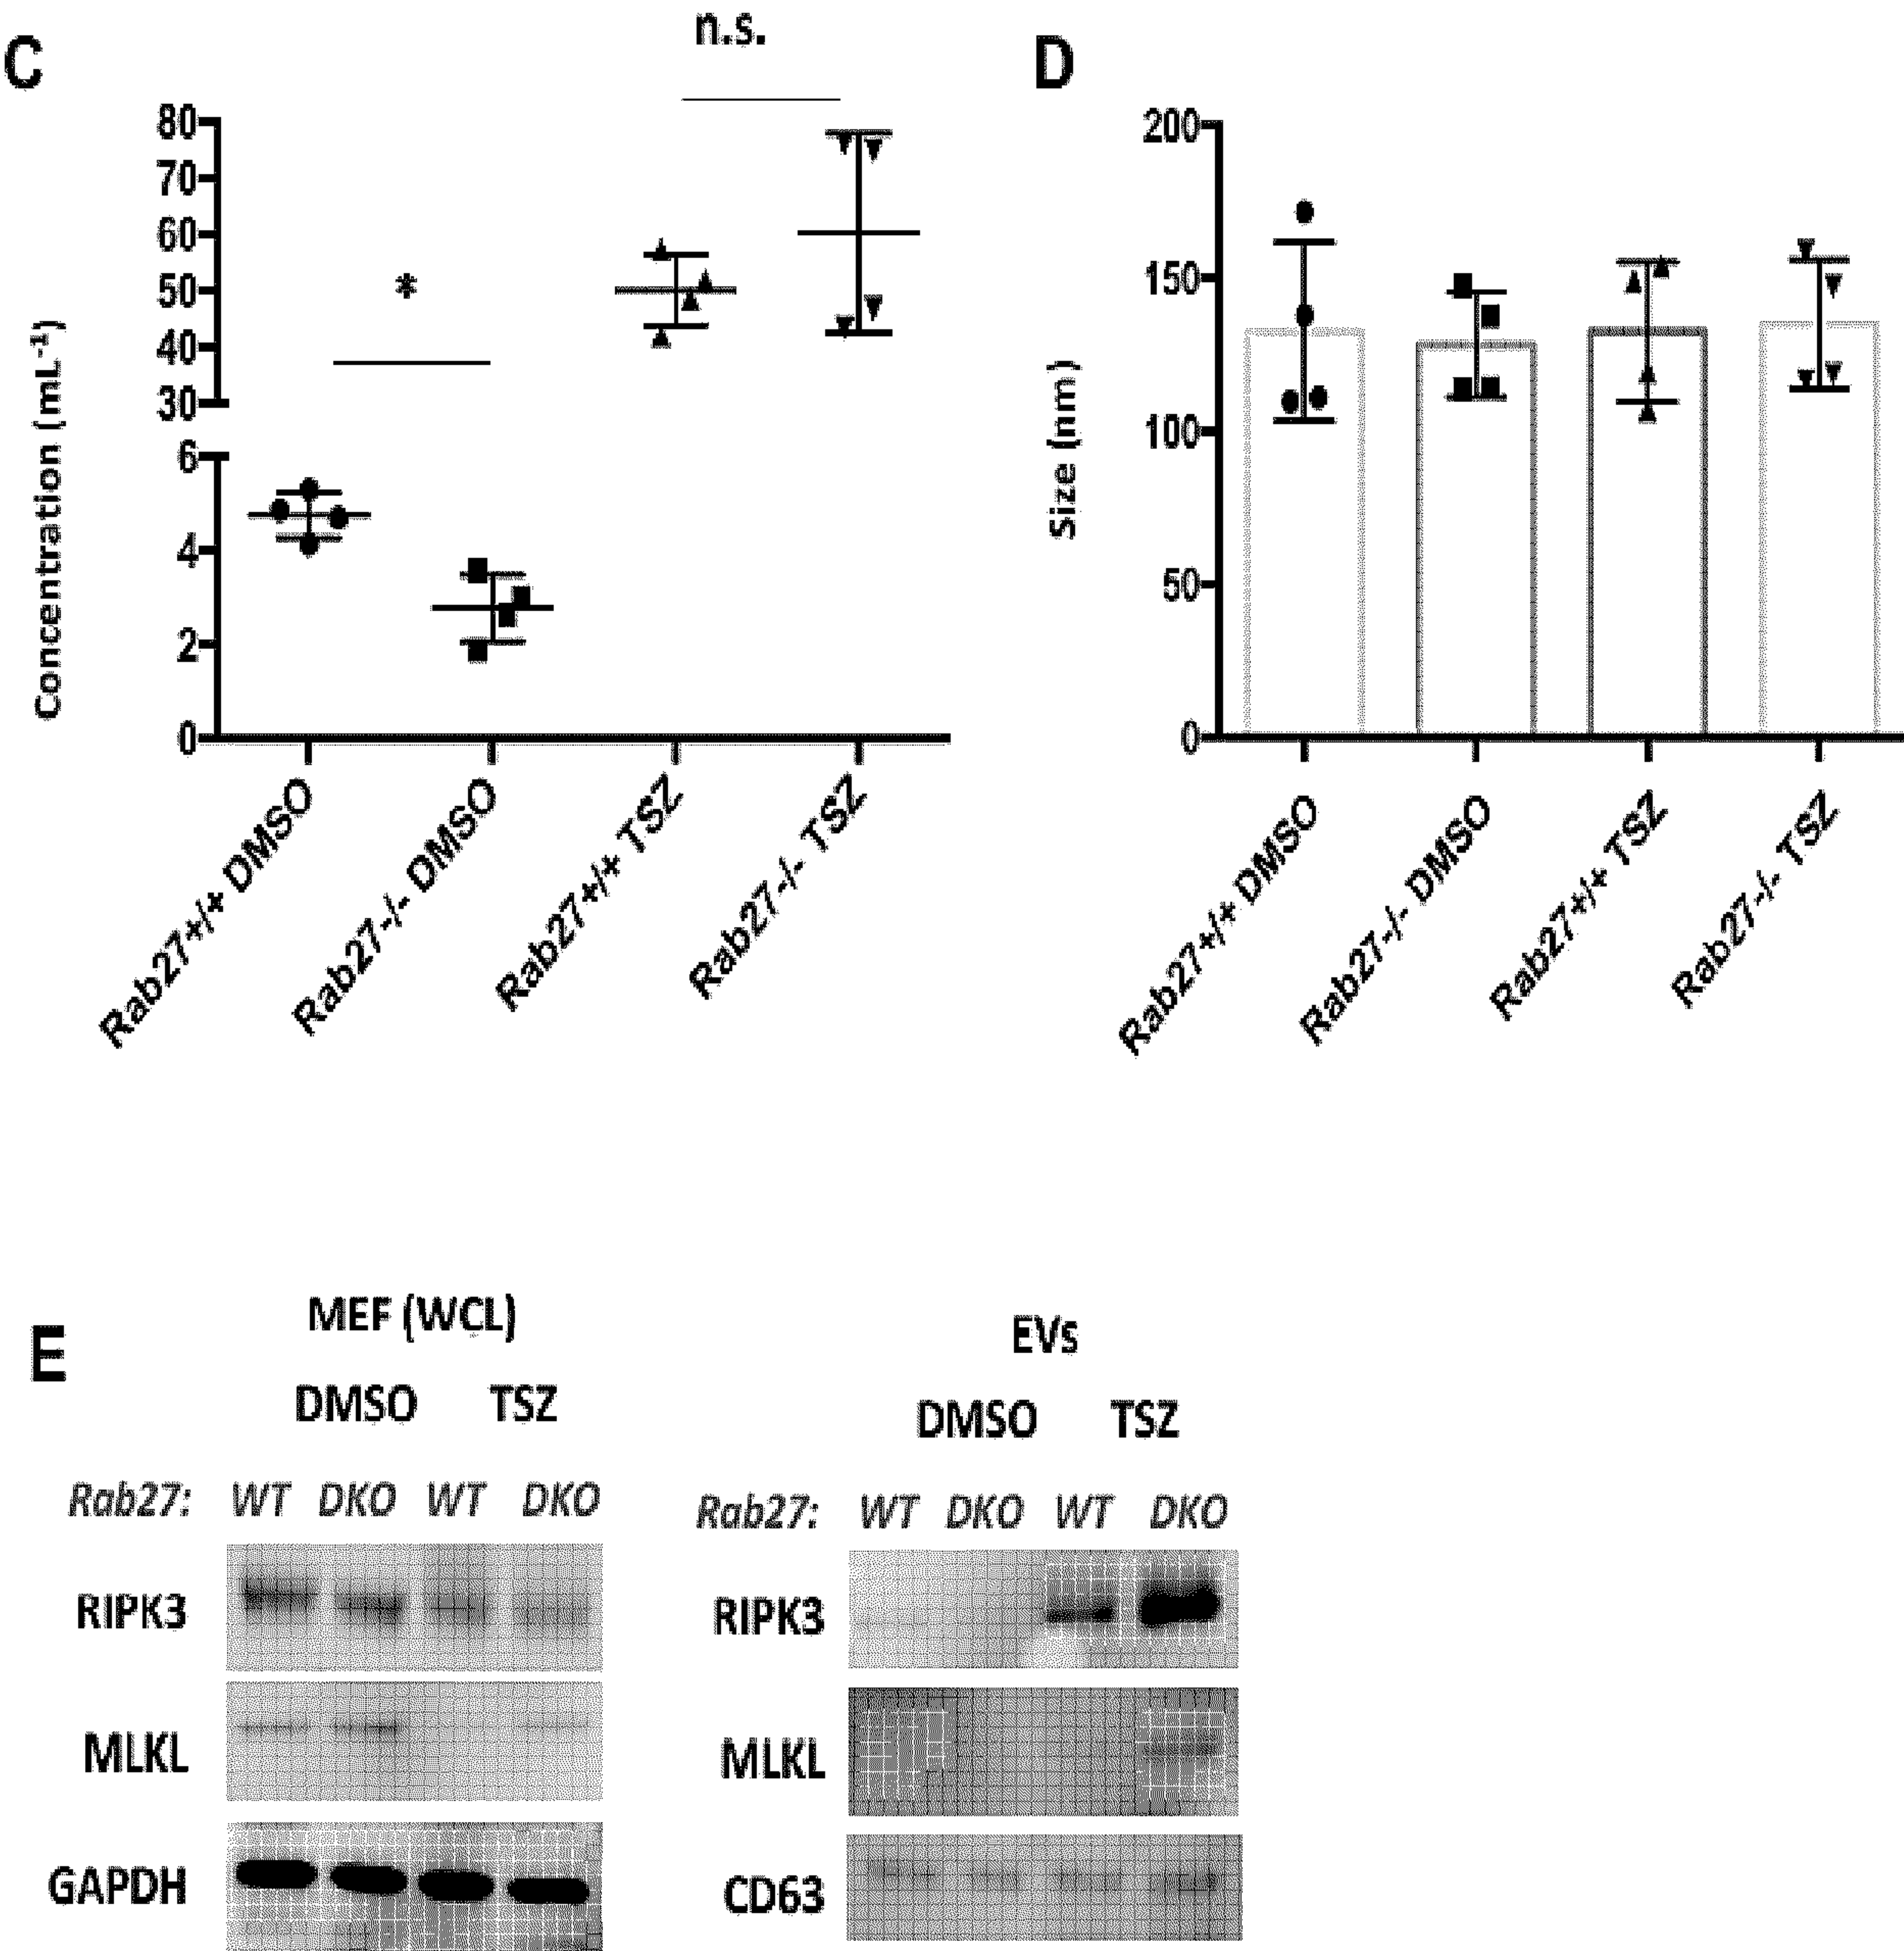 C
n.s.
80
70
60
50
40
30
6
4
2
0
*
Concentration (mL⁻¹)
Rab27+/+ DMSO
Rab27-/- DMSO
Rab27+/+ TSZ
Rab27-/- TSZ
D
200
150
100
50
0
Size (nm)
Rab27+/+ DMSO
Rab27-/- DMSO
Rab27+/+ TSZ
Rab27-/- TSZ
E
MEF (WCL)
DMSO TSZ
Rab27: WT DKO WT DKO
RIPK3
MLKL
GAPDH
EVs
DMSO TSZ
Rab27: WT DKO WT DKO
RIPK3
MLKL
CD63